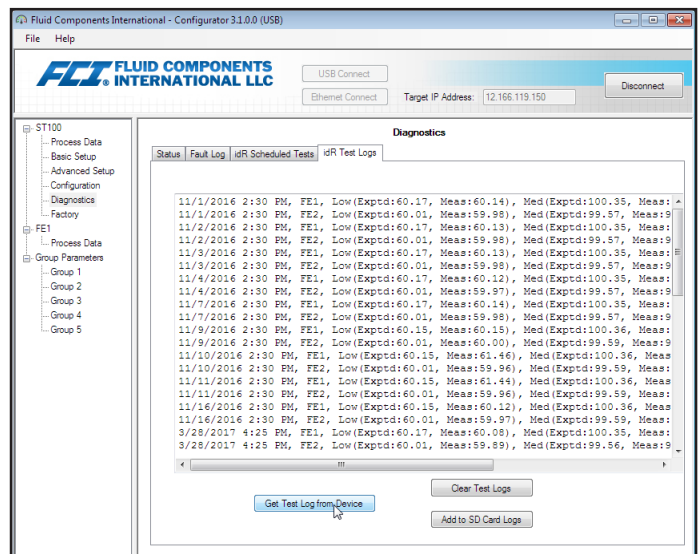 Fluid Components International - Configurator 3.1.0.0 (USB)
File Help
FCI. FLUID COMPONENTS
® INTERNATIONAL LLC
USB Connect
Ethernet Connect
Target IP Address: 12.166.119.150
Disconnect
ST100
Process Data
Basic Setup
Advanced Setup
Configuration
Diagnostics
Factory
FE1
Process Data
Group Parameters
Group 1
Group 2
Group 3
Group 4
Group 5
Diagnostics
Status Fault Log idR Scheduled Tests idR Test Logs
11/1/2016 2:30 PM, FE1, Low(Exptd:60.17, Meas:60.14), Med(Exptd:100.35, Meas:
11/1/2016 2:30 PM, FE2, Low(Exptd:60.01, Meas:59.98), Med(Exptd:99.57, Meas:9
11/2/2016 2:30 PM, FE1, Low(Exptd:60.17, Meas:60.13), Med(Exptd:100.35, Meas:
11/2/2016 2:30 PM, FE2, Low(Exptd:60.01, Meas:59.98), Med(Exptd:99.57, Meas:9
11/3/2016 2:30 PM, FE1, Low(Exptd:60.17, Meas:60.13), Med(Exptd:100.35, Meas:
11/3/2016 2:30 PM, FE2, Low(Exptd:60.01, Meas:59.98), Med(Exptd:99.57, Meas:9
11/4/2016 2:30 PM, FE1, Low(Exptd:60.17, Meas:60.12), Med(Exptd:100.35, Meas:
11/4/2016 2:30 PM, FE2, Low(Exptd:60.01, Meas:59.97), Med(Exptd:99.57, Meas:9
11/7/2016 2:30 PM, FE1, Low(Exptd:60.17, Meas:60.14), Med(Exptd:100.35, Meas:
11/7/2016 2:30 PM, FE2, Low(Exptd:60.01, Meas:59.98), Med(Exptd:99.57, Meas:9
11/9/2016 2:30 PM, FE1, Low(Exptd:60.15, Meas:60.15), Med(Exptd:100.36, Meas:
11/9/2016 2:30 PM, FE2, Low(Exptd:60.01, Meas:60.00), Med(Exptd:99.59, Meas:9
11/10/2016 2:30 PM, FE1, Low(Exptd:60.15, Meas:61.46), Med(Exptd:100.36, Meas
11/10/2016 2:30 PM, FE2, Low(Exptd:60.01, Meas:59.96), Med(Exptd:99.59, Meas:
11/11/2016 2:30 PM, FE1, Low(Exptd:60.15, Meas:61.44), Med(Exptd:100.36, Meas
11/11/2016 2:30 PM, FE2, Low(Exptd:60.01, Meas:59.96), Med(Exptd:99.59, Meas:
11/16/2016 2:30 PM, FE1, Low(Exptd:60.15, Meas:60.12), Med(Exptd:100.36, Meas
11/16/2016 2:30 PM, FE2, Low(Exptd:60.01, Meas:59.97), Med(Exptd:99.59, Meas:
3/28/2017 4:25 PM, FE1, Low(Exptd:60.17, Meas:60.08), Med(Exptd:100.35, Meas:
3/28/2017 4:25 PM, FE2, Low(Exptd:60.01, Meas:59.89), Med(Exptd:99.56, Meas:9
Get Test Log from Device
Clear Test Logs
Add to SD Card Logs